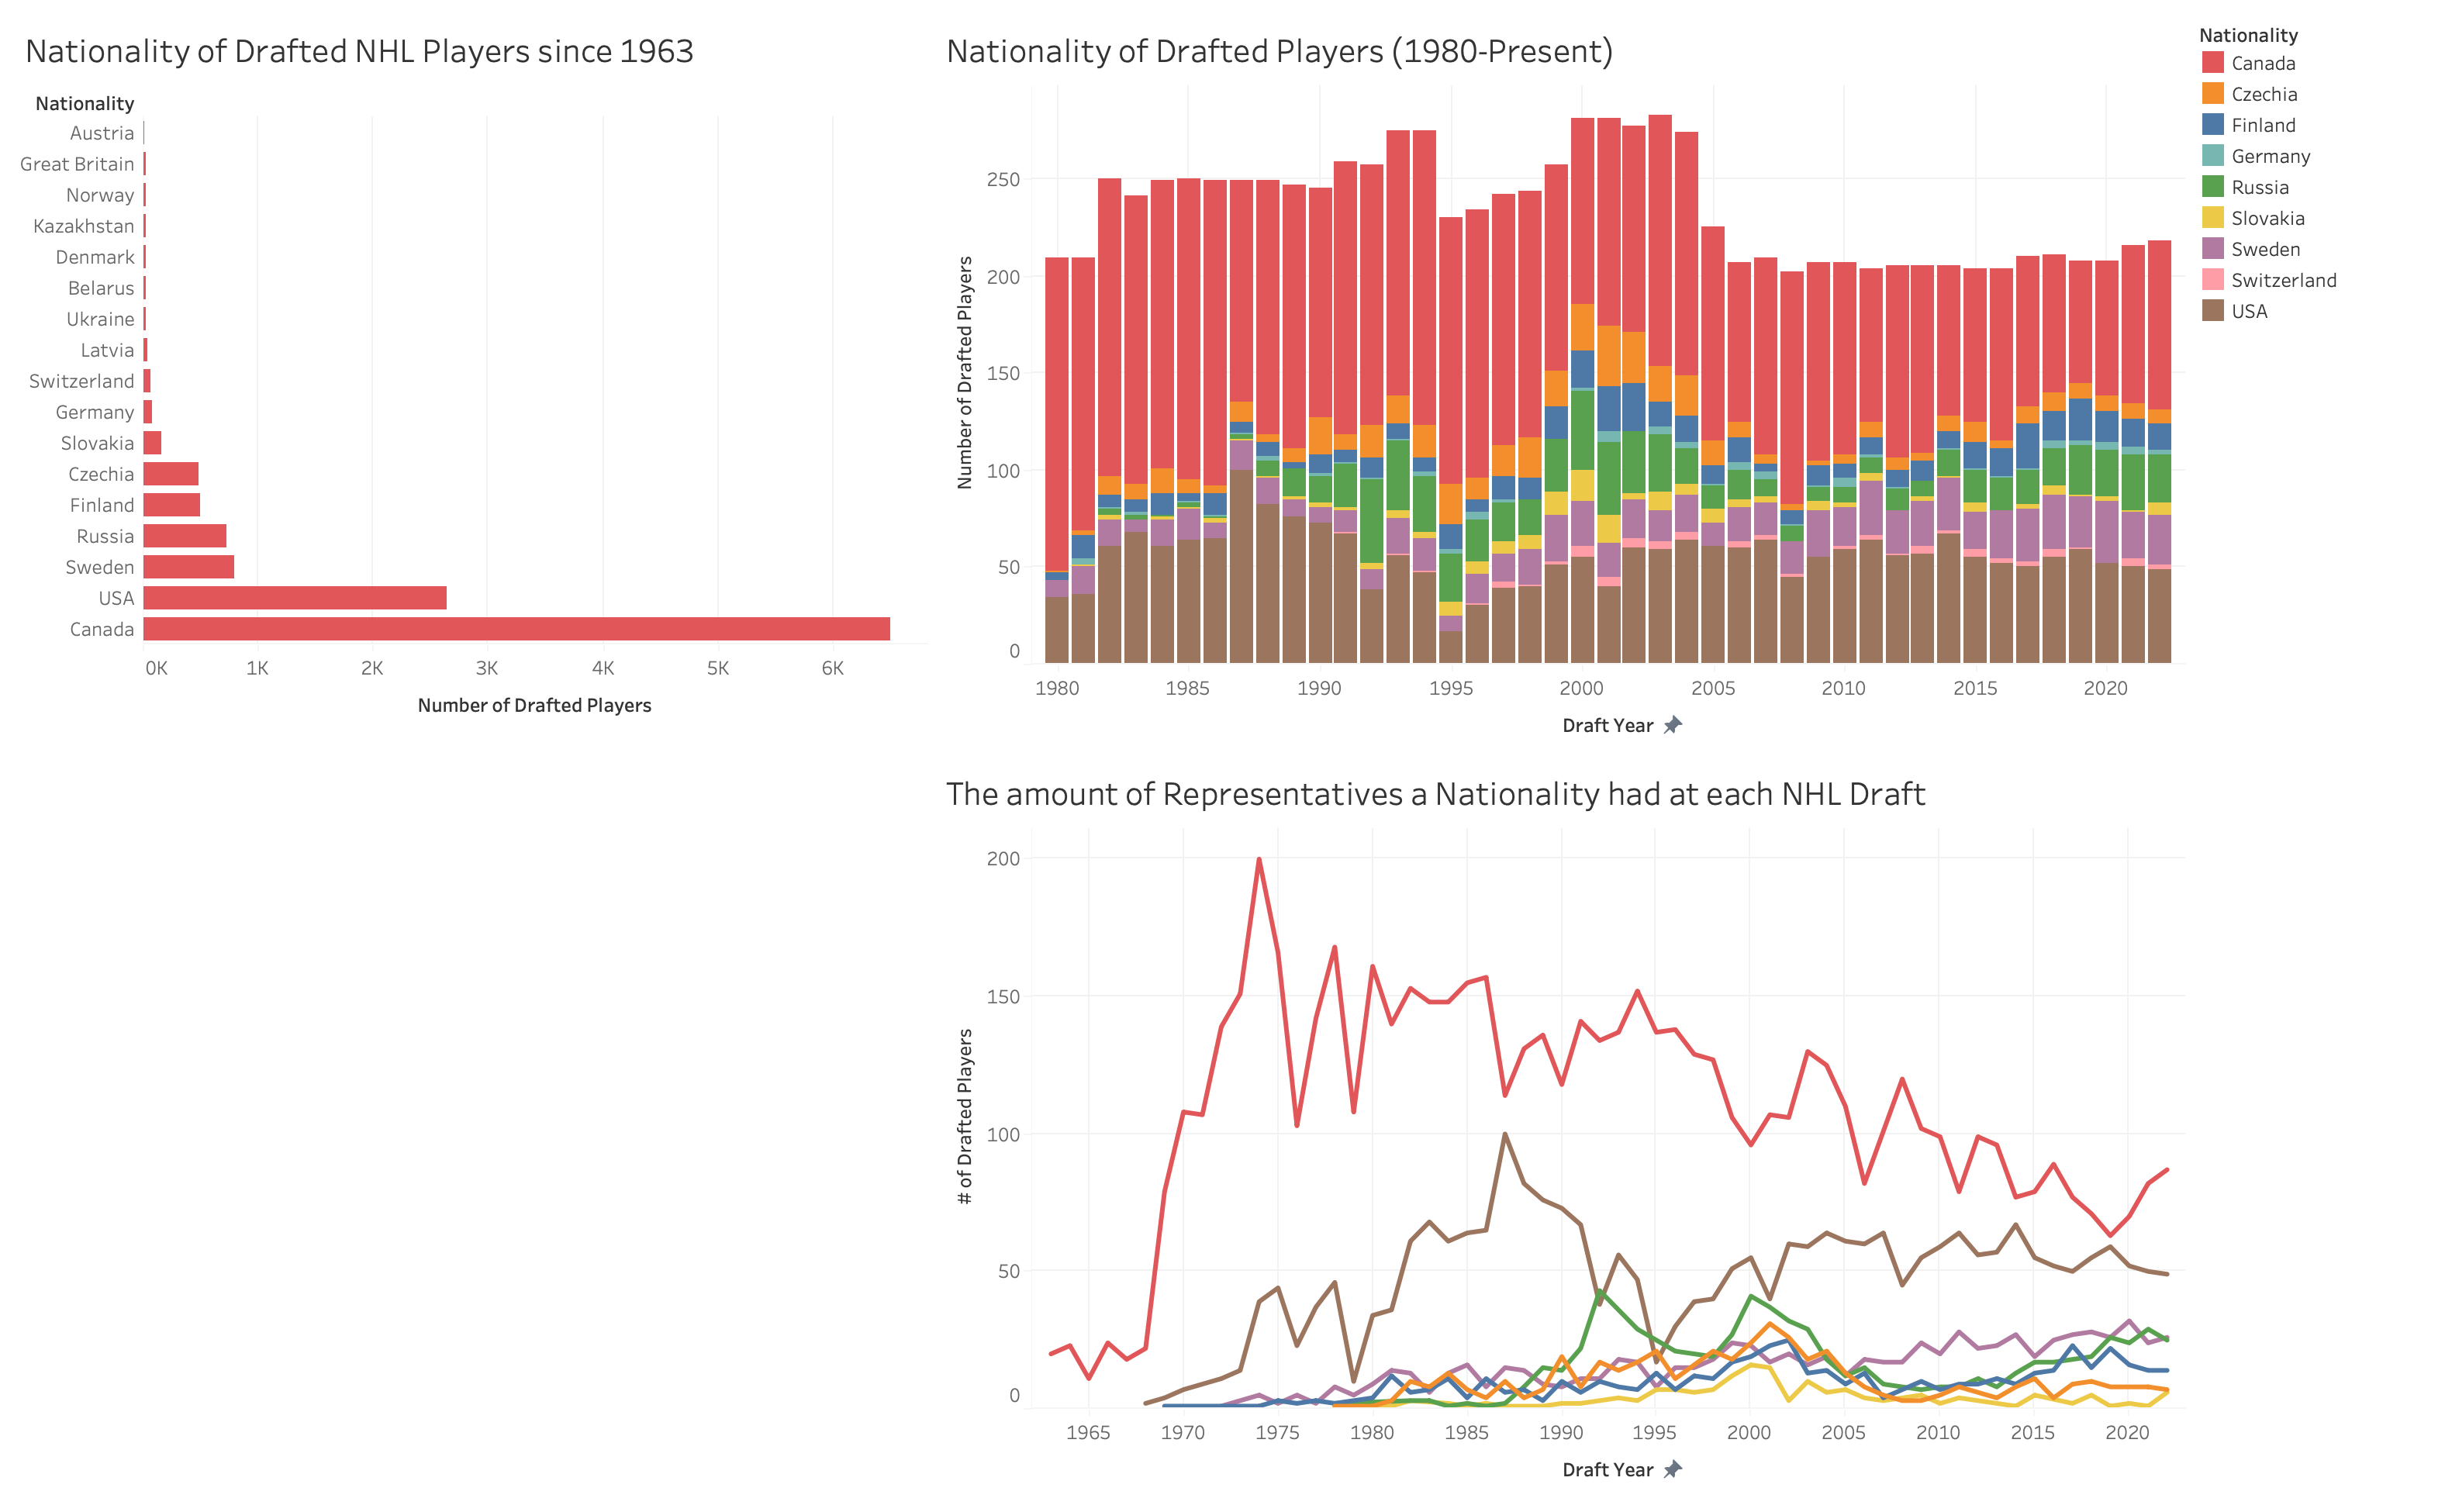 Nationality of Drafted NHL Players since 1963
Nationality
Austria
Great Britain
Norway
Kazakhstan
Denmark
Belarus
Ukraine
Latvia
Switzerland
Germany
Slovakia
Czechia
Finland
Russia
Sweden
USA
Canada
0K 1K 2K 3K 4K 5K 6K
Number of Drafted Players
Nationality of Drafted Players (1980-Present)
Number of Drafted Players
250
200
150
100
50
0
1980 1985 1990 1995 2000 2005 2010 2015 2020
Draft Year
Nationality
Canada
Czechia
Finland
Germany
Russia
Slovakia
Sweden
Switzerland
USA
The amount of Representatives a Nationality had at each NHL Draft
# of Drafted Players
200
150
100
50
0
1965 1970 1975 1980 1985 1990 1995 2000 2005 2010 2015 2020
Draft Year